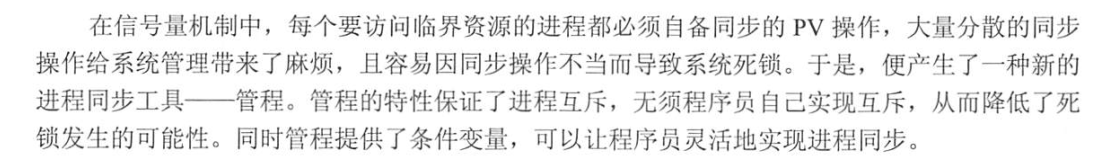 在信号量机制中，每个要访问临界资源的进程都必须自备同步的 PV 操作，大量分散的同步
操作给系统管理带来了麻烦，且容易因同步操作不当而导致系统死锁。于是，便产生了一种新的
进程同步工具——管程。管程的特性保证了进程互斥，无须程序员自己实现互斥，从而降低了死
锁发生的可能性。同时管程提供了条件变量，可以让程序员灵活地实现进程同步。